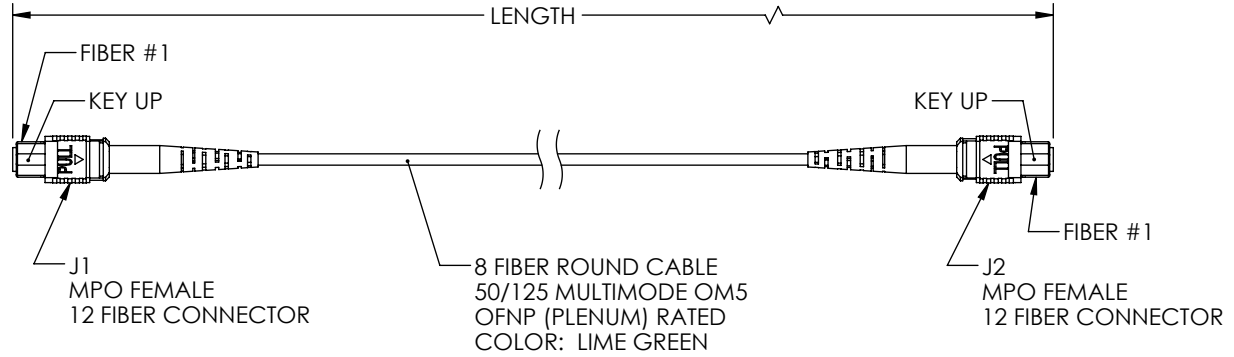 LENGTH
FIBER #1
KEY UP
KEY UP
PULL
PULL
FIBER #1
J1
MPO FEMALE
12 FIBER CONNECTOR
8 FIBER ROUND CABLE
50/125 MULTIMODE OM5
OFNP (PLENUM) RATED
COLOR: LIME GREEN
J2
MPO FEMALE
12 FIBER CONNECTOR